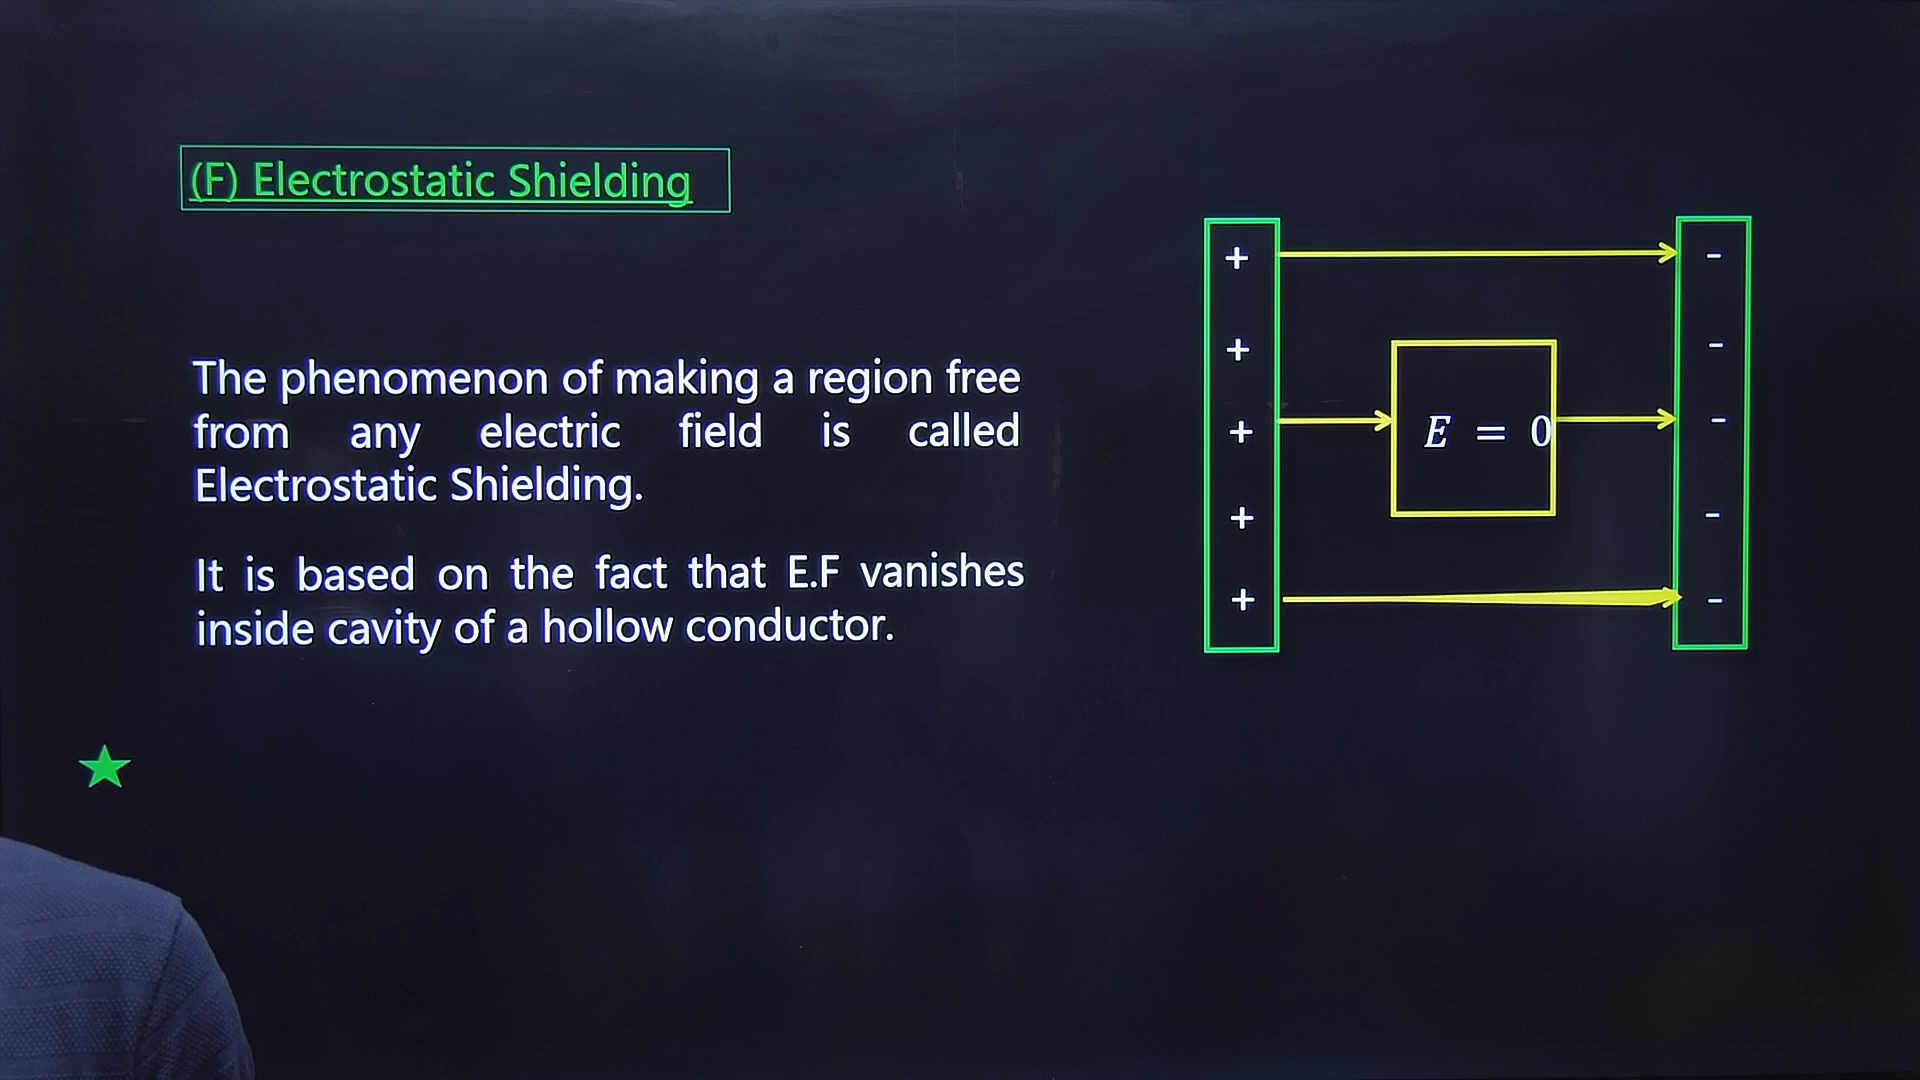 (F) Electrostatic Shielding
The phenomenon of making a region free
from any electric field is called
Electrostatic Shielding.
It is based on the fact that E.F vanishes
inside cavity of a hollow conductor.
+ -
+ -
+ E = 0 -
+ -
+ -